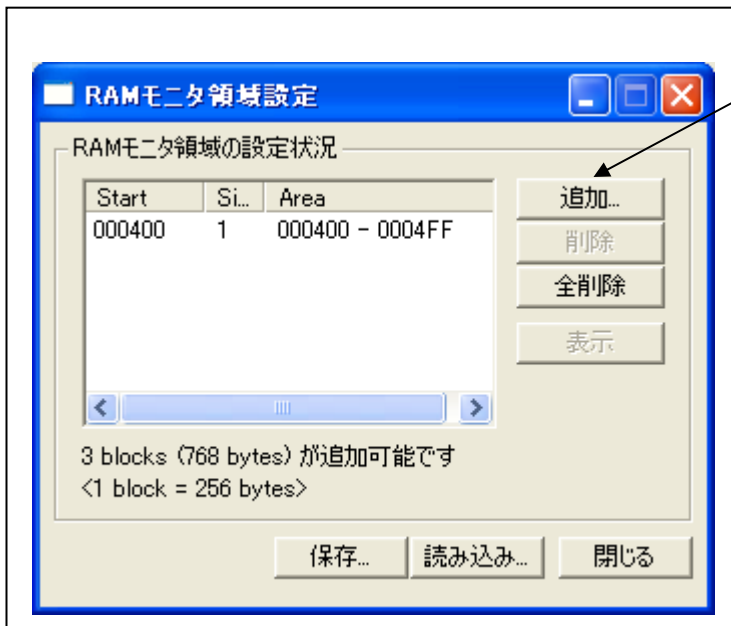 RAMモニタ領域設定
RAMモニタ領域の設定状況
Start Si... Area
000400 1 000400 - 0004FF
追加...
削除
全削除
表示
3 blocks (768 bytes) が追加可能です
<1 block = 256 bytes>
保存... 読み込み... 閉じる